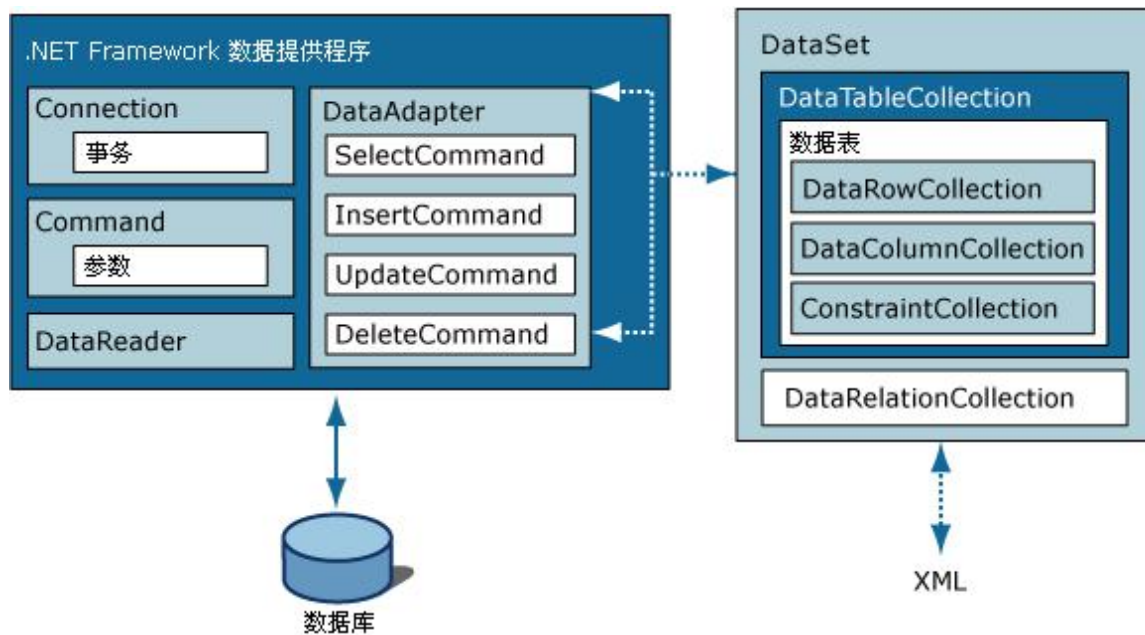 .NET Framework 数据提供程序
Connection
事务
Command
参数
DataReader
DataAdapter
SelectCommand
InsertCommand
UpdateCommand
DeleteCommand
数据库
DataSet
DataTableCollection
数据表
DataRowCollection
DataColumnCollection
ConstraintCollection
DataRelationCollection
XML